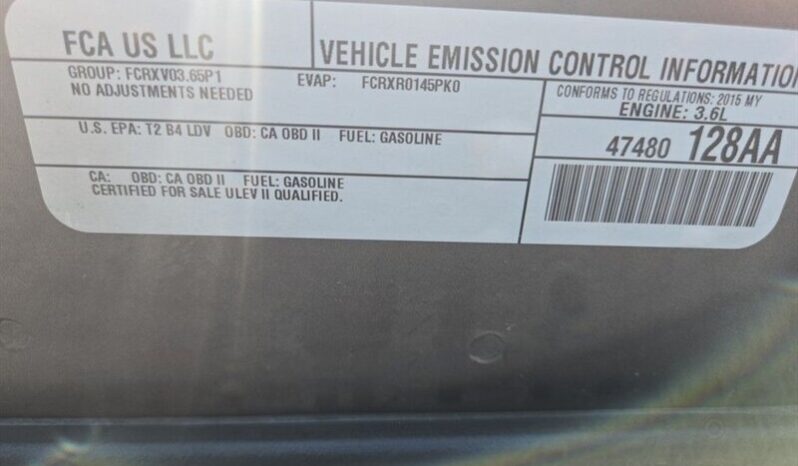 FCA US LLC
VEHICLE EMISSION CONTROL INFORMATION
GROUP: FCRXV03.65P1
EVAP: FCRXR0145PK0
NO ADJUSTMENTS NEEDED
CONFORMS TO REGULATIONS: 2015 MY
ENGINE: 3.6L
U.S. EPA: T2 B4 LDV OBD: CA OBD II FUEL: GASOLINE
47480 128AA
CA: OBD: CA OBD II FUEL: GASOLINE
CERTIFIED FOR SALE ULEV II QUALIFIED.